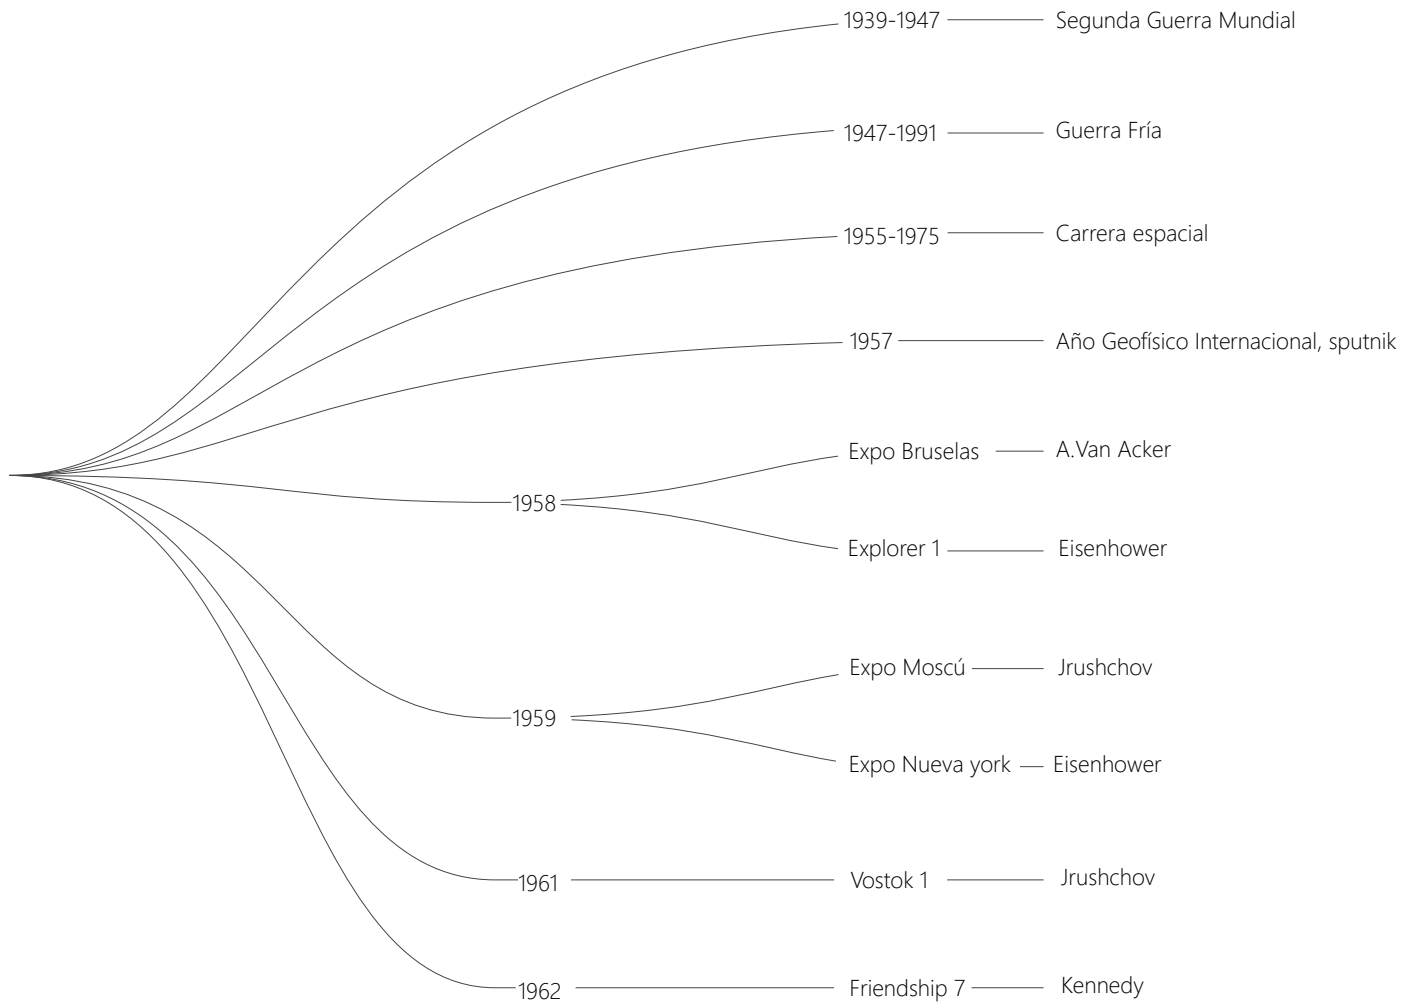 1939-1947 Segunda Guerra Mundial
1947-1991 Guerra Fría
1955-1975 Carrera espacial
1957 Año Geofísico Internacional, sputnik
1958
Expo Bruselas A.Van Acker
Explorer 1 Eisenhower
1959
Expo Moscú Jrushchov
Expo Nueva york Eisenhower
1961 Vostok 1 Jrushchov
1962 Friendship 7 Kennedy